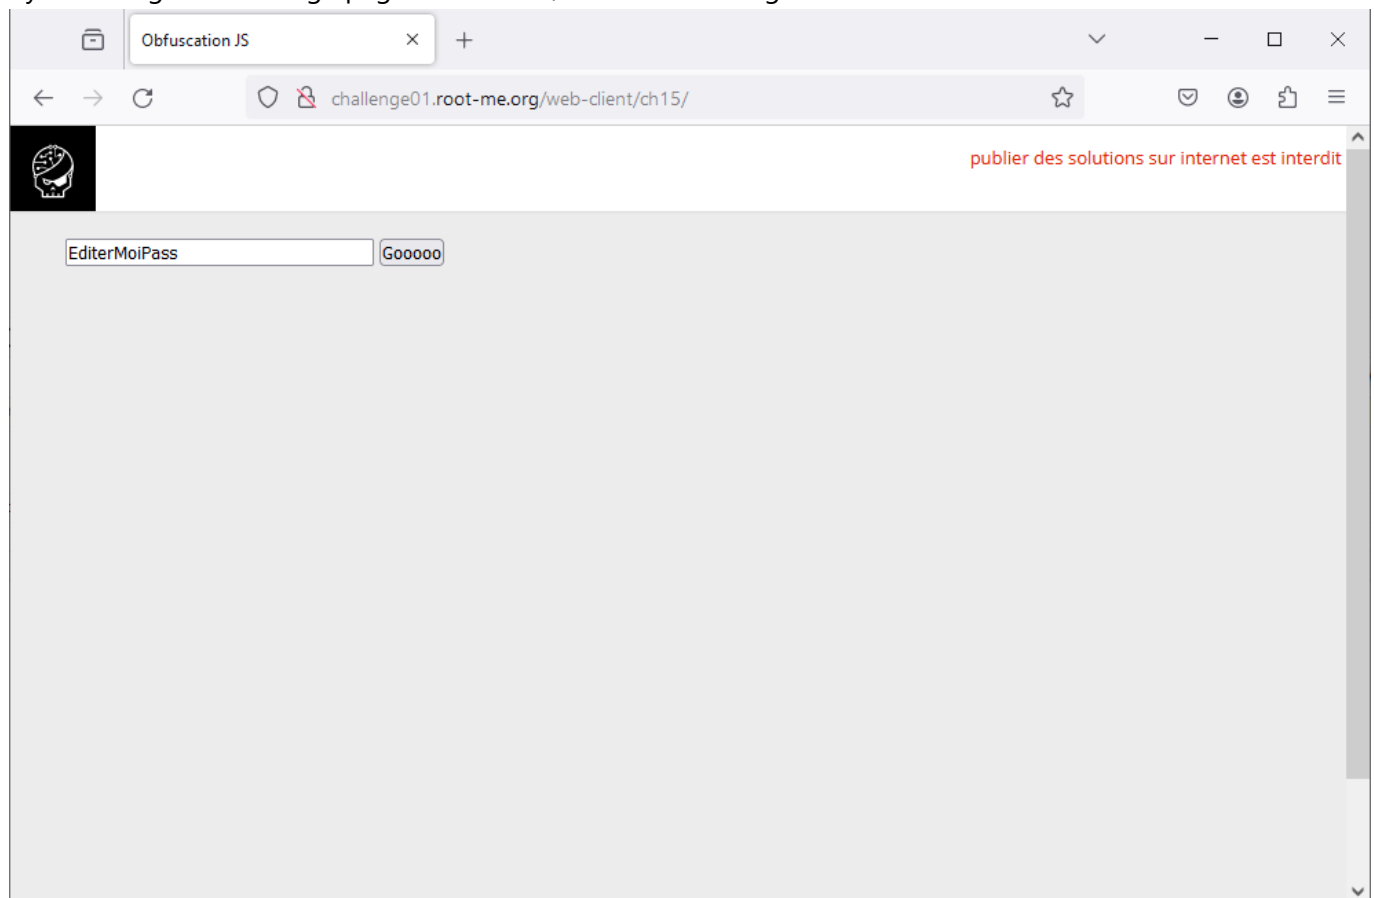 Obfuscation JS
challenge01.root-me.org/web-client/ch15/
publier des solutions sur internet est interdit
EditerMoiPass Gooooo